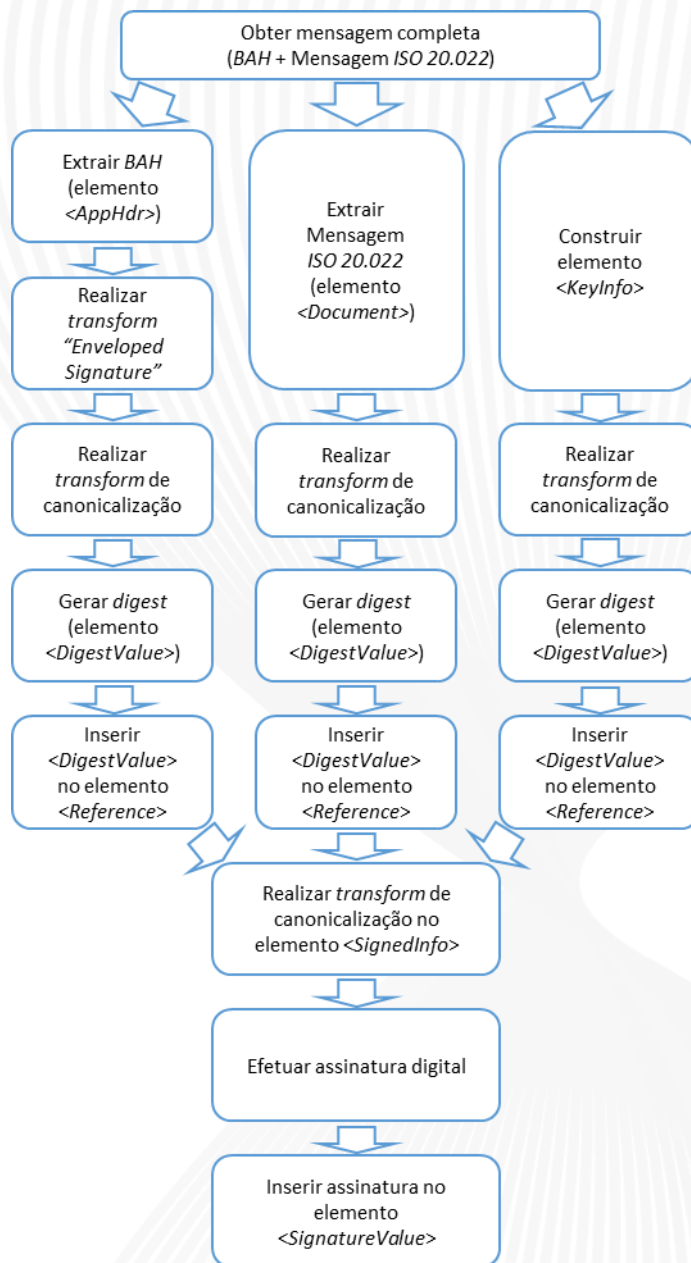 Obter mensagem completa
(BAH + Mensagem ISO 20.022)
Extrair BAH
(elemento
<AppHdr>)
Realizar
transform
“Enveloped
Signature”
Realizar
transform de
canonicalização
Gerar digest
(elemento
<DigestValue>)
Inserir
<DigestValue>
no elemento
<Reference>
Extrair
Mensagem
ISO 20.022
(elemento
<Document>)
Realizar
transform de
canonicalização
Gerar digest
(elemento
<DigestValue>)
Inserir
<DigestValue>
no elemento
<Reference>
Construir
elemento
<KeyInfo>
Realizar
transform de
canonicalização
Gerar digest
(elemento
<DigestValue>)
Inserir
<DigestValue>
no elemento
<Reference>
Realizar transform de
canonicalização no
elemento <SignedInfo>
Efetuar assinatura digital
Inserir assinatura no
elemento
<SignatureValue>